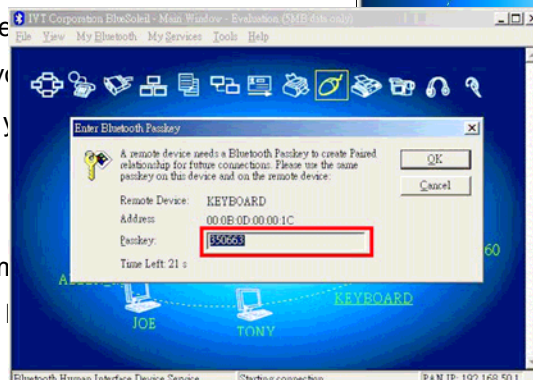 IVT Corporation BlueSoleil - Main Window - Evaluation (5MB data only)
File View My Bluetooth My Services Tools Help
Enter Bluetooth Passkey
A remote device needs a Bluetooth Passkey to create Paired
relationship for future connections. Please use the same
passkey on this device and on the remote device:
OK
Cancel
Remote Device: KEYBOARD
Address 00:0B:0D:00:00:1C
Passkey: 350663
Time Left: 21 s
60
KEYBOARD
JOE
TONY
Bluetooth Human Interface Device Service Starting connection PAN IP: 192.168.50.1